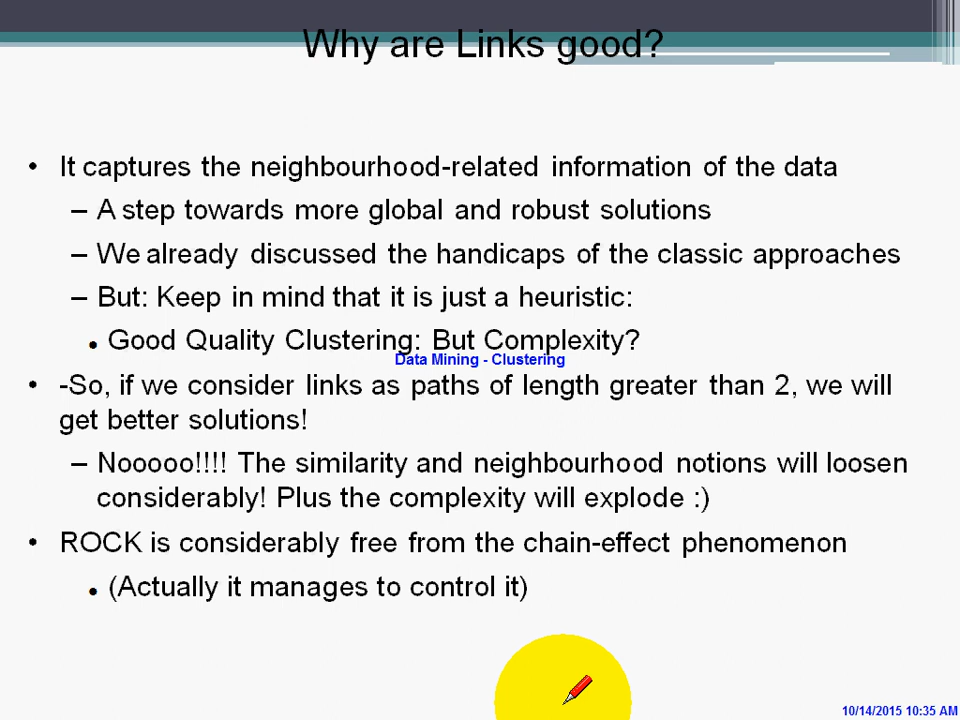 Why are Links good?
• It captures the neighbourhood-related information of the data
– A step towards more global and robust solutions
– We already discussed the handicaps of the classic approaches
– But: Keep in mind that it is just a heuristic:
• Good Quality Clustering: But Complexity?
Data Mining - Clustering
• -So, if we consider links as paths of length greater than 2, we will
get better solutions!
– Nooooo!!!!! The similarity and neighbourhood notions will loosen
considerably! Plus the complexity will explode :)
• ROCK is considerably free from the chain-effect phenomenon
• (Actually it manages to control it)
10/14/2015 10:35 AM